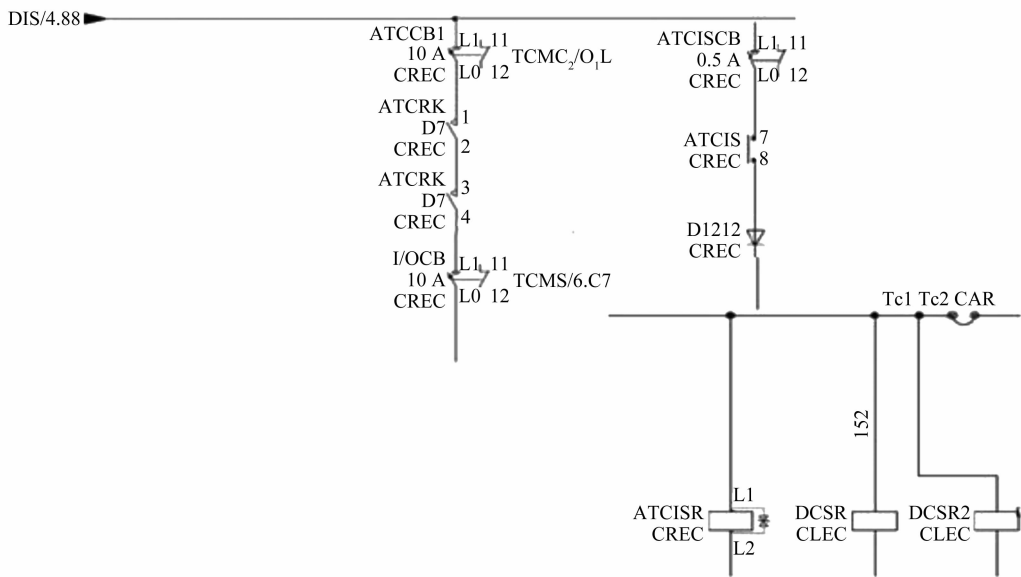 DIS/4.88
ATCCB1
10 A
CREC
L1 11
L0 12
TCMC₂/O₁L
ATCRK
D7
CREC
1
2
ATCRK
D7
CREC
3
4
I/OCB
10 A
CREC
L1 11
L0 12
TCMS/6.C7
ATCISCB
0.5 A
CREC
L1 11
L0 12
ATCIS
CREC
7
8
D1212
CREC
Tc1 Tc2 CAR
152
ATCISR
CREC
L1
L2
DCSR
CLEC
DCSR2
CLEC